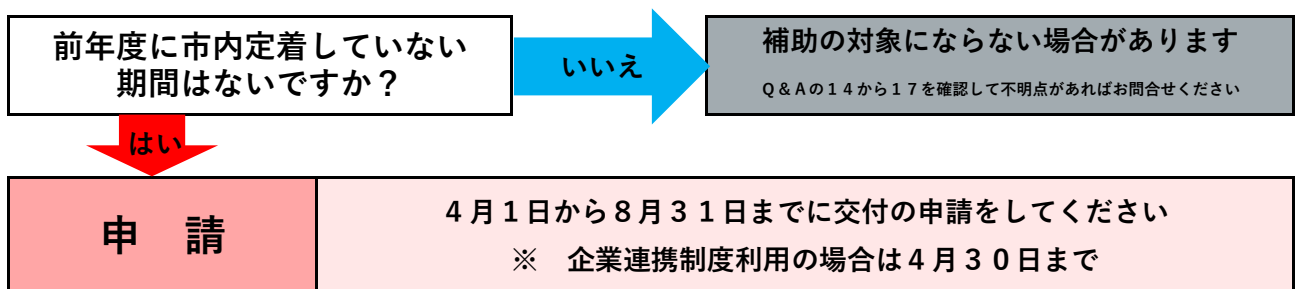 前年度に市内定着していない
期間はないですか？
いいえ
補助の対象にならない場合があります
Ｑ＆Ａの１４から１７を確認して不明点があればお問合せください
はい
申　請
４月１日から８月３１日までに交付の申請をしてください
※　企業連携制度利用の場合は４月３０日まで